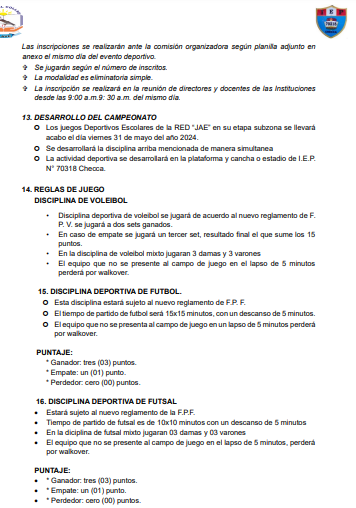 Las inscripciones se realizarán ante la comisión organizadora según planilla adjunto en
anexo el mismo día del evento deportivo.
Se jugarán según el número de inscritos.
La modalidad es eliminatoria simple.
La inscripción se realizará en la reunión de directores y docentes de las Instituciones
desde las 9:00 a.m.9: 30 a.m. del mismo día.
13. DESARROLLO DEL CAMPEONATO
Los juegos Deportivos Escolares de la RED "JAE" en su etapa subzona se llevará
acabo el día viernes 31 de mayo del año 2024.
Se desarrollará la disciplina arriba mencionada de manera simultanea
La actividad deportiva se desarrollará en la plataforma y cancha o estadio de I.E.P.
N° 70318 Checca.
14. REGLAS DE JUEGO
DISCIPLINA DE VOLEIBOL
• Disciplina deportiva de voleibol se jugará de acuerdo al nuevo reglamento de F.
P. V. se jugará a dos sets ganados.
• En caso de empate se jugará un tercer set, resultado final el que sume los 15
puntos.
• En la disciplina de voleibol mixto jugaran 3 damas y 3 varones
• El equipo que no se presente al campo de juego en el lapso de 5 minutos
perderá por walkover.
15. DISCIPLINA DEPORTIVA DE FUTBOL.
Esta disciplina estará sujeto al nuevo reglamento de F.P. F.
El tiempo de partido de futbol será 15x15 minutos, con un descanso de 5 minutos.
El equipo que no se presenta al campo de juego en un lapso de 5 minutos perderá
por walkover.
PUNTAJE:
* Ganador: tres (03) puntos.
* Empate: un (01) punto.
* Perdedor: cero (00) puntos.
16. DISCIPLINA DEPORTIVA DE FUTSAL
• Estará sujeto al nuevo reglamento de la F.P.F.
• Tiempo de partido de futsal es de 10x10 minutos con un descanso de 5 minutos
• En la diciplina de futsal mixto jugaran 03 damas y 03 varones
• El equipo que no se presente al campo de juego en el lapso de 5 minutos, perderá
por walkover.
PUNTAJE:
• * Ganador: tres (03) puntos.
• * Empate: un (01) punto.
• * Perdedor: cero (00) puntos.